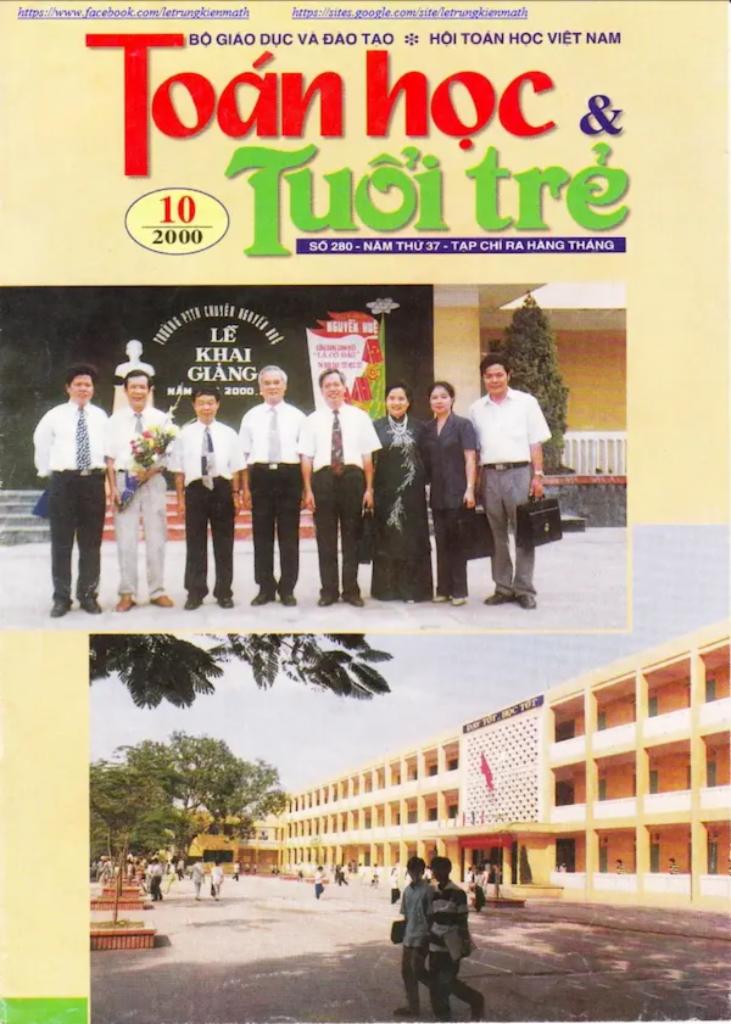 https://www.facebook.com/letrungkienmath
https://sites.google.com/site/letrungkienmath
BỘ GIÁO DỤC VÀ ĐÀO TẠO ✻ HỘI TOÁN HỌC VIỆT NAM
Toán học &
Tuổi trẻ
10
2000
SỐ 280 - NĂM THỨ 37 - TẠP CHÍ RA HÀNG THÁNG
TRƯỜNG PTTH CHUYÊN NGUYỄN HUỆ
LỄ
KHAI
GIẢNG
2000
NGUYỄN HUỆ
DẠY TỐT HỌC TỐT